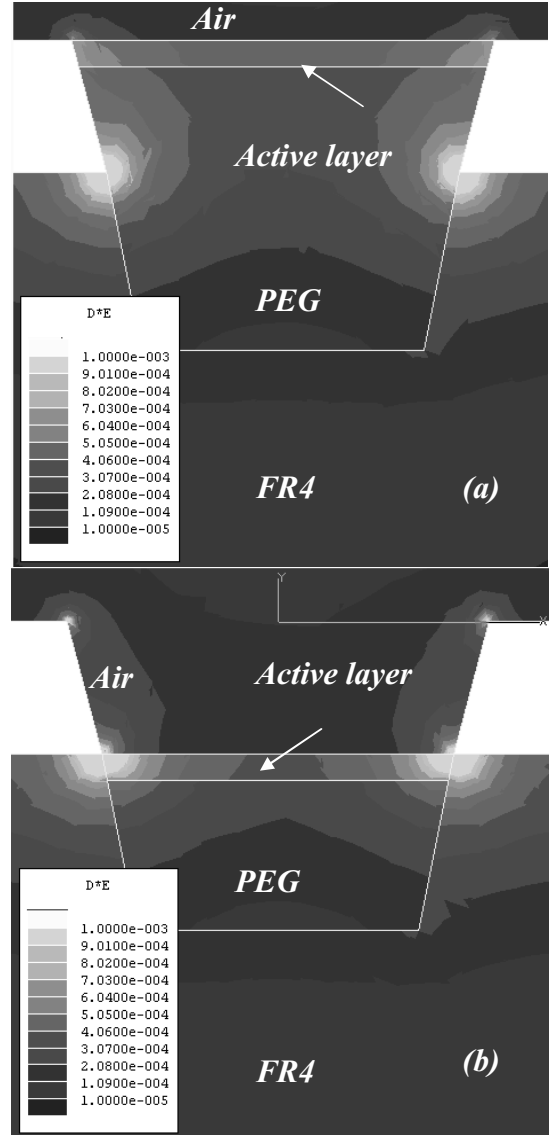 Air
Active layer
PEG
D*E
1.0000e-003
9.0100e-004
8.0200e-004
7.0300e-004
6.0400e-004
5.0500e-004
4.0600e-004
3.0700e-004
2.0800e-004
1.0900e-004
1.0000e-005
FR4
(a)
Y
X
Air
Active layer
PEG
D*E
1.0000e-003
9.0100e-004
8.0200e-004
7.0300e-004
6.0400e-004
5.0500e-004
4.0600e-004
3.0700e-004
2.0800e-004
1.0900e-004
1.0000e-005
FR4
(b)